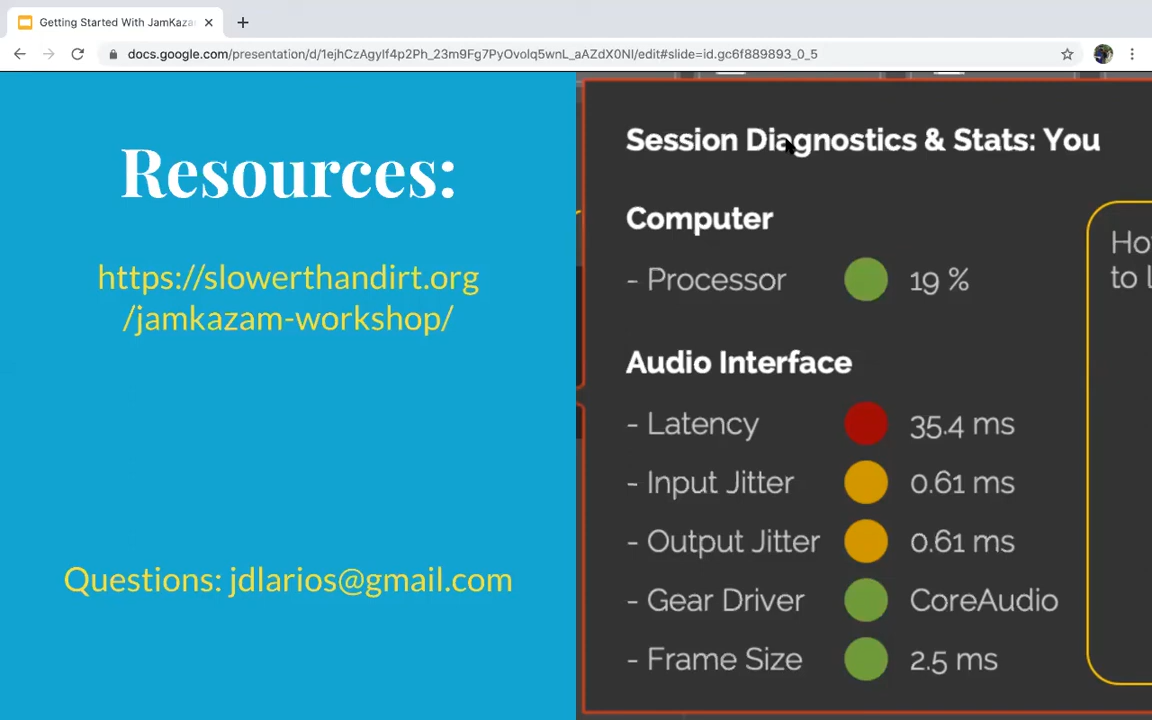 Getting Started With JamKaza
docs.google.com/presentation/d/1ejhCzAgylf4p2Ph_23m9Fg7PyOvolq5wnL_aAZdX0NI/edit#slide=id.gc6f889893_0_5
Resources:
https://slowerthandirt.org
/jamkazam-workshop/
Questions: jdlarios@gmail.com
Session Diagnostics & Stats: You
Computer
- Processor 19 %
Audio Interface
- Latency 35.4 ms
- Input Jitter 0.61 ms
- Output Jitter 0.61 ms
- Gear Driver CoreAudio
- Frame Size 2.5 ms
to